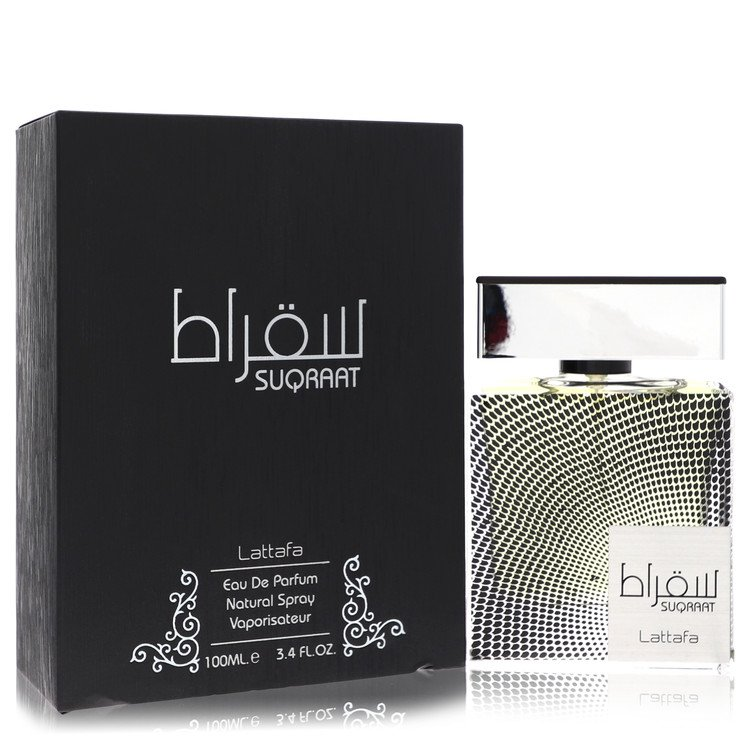 سقراط
SUQRAAT
Lattafa
Eau De Parfum
Natural Spray
Vaporisateur
100ML.e 3.4 FL.OZ.
سقراط
SUQRAAT
Lattafa